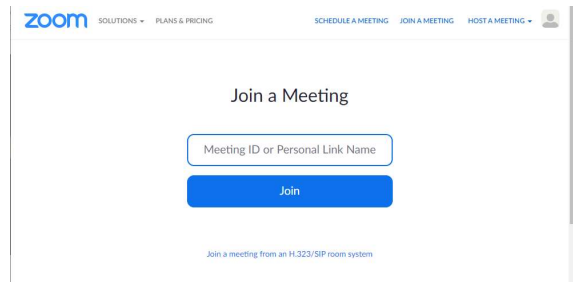 zoom SOLUTIONS PLANS & PRICING SCHEDULE A MEETING JOIN A MEETING HOST A MEETING
Join a Meeting
Meeting ID or Personal Link Name
Join
Join a meeting from an H.323/SIP room system